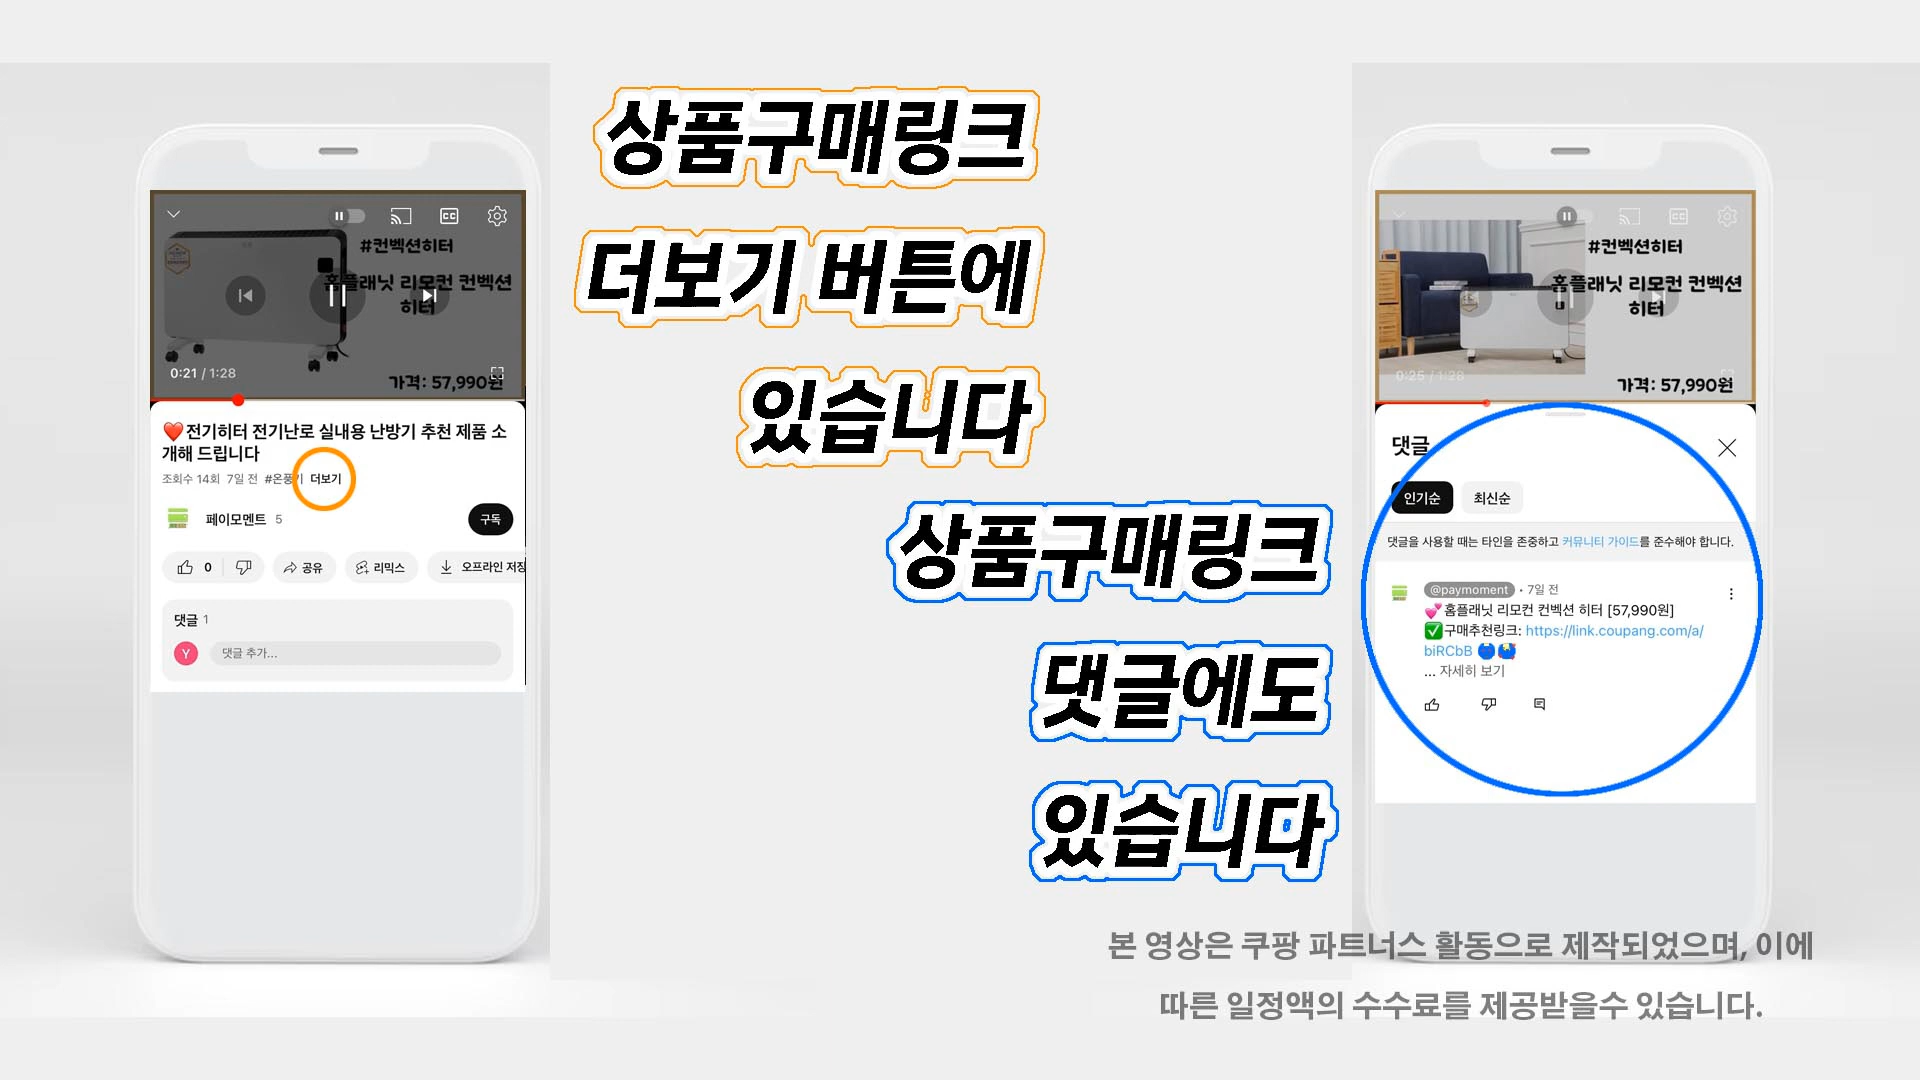 상품구매링크
더보기 버튼에
있습니다
상품구매링크
댓글에도
있습니다
#컨벡션히터
홈플래닛 리모컨 컨벡션
히터
0:21 / 1:28
가격: 57,990원
❤️전기히터 전기난로 실내용 난방기 추천 제품 소
개해 드립니다
조회수 14회 7일 전 #온풍기 더보기
페이모멘트 5
구독
0
공유
리믹스
오프라인 저장
댓글 1
Y
댓글 추가...
#컨벡션히터
홈플래닛 리모컨 컨벡션
히터
0:25 / 1:28
가격: 57,990원
댓글
인기순 최신순
댓글을 사용할 때는 타인을 존중하고 커뮤니티 가이드를 준수해야 합니다.
@paymoment • 7일 전
💕홈플래닛 리모컨 컨벡션 히터 [57,990원]
✅구매추천링크: https://link.coupang.com/a/
biRCbB
... 자세히 보기
본 영상은 쿠팡 파트너스 활동으로 제작되었으며, 이에
따른 일정액의 수수료를 제공받을수 있습니다.